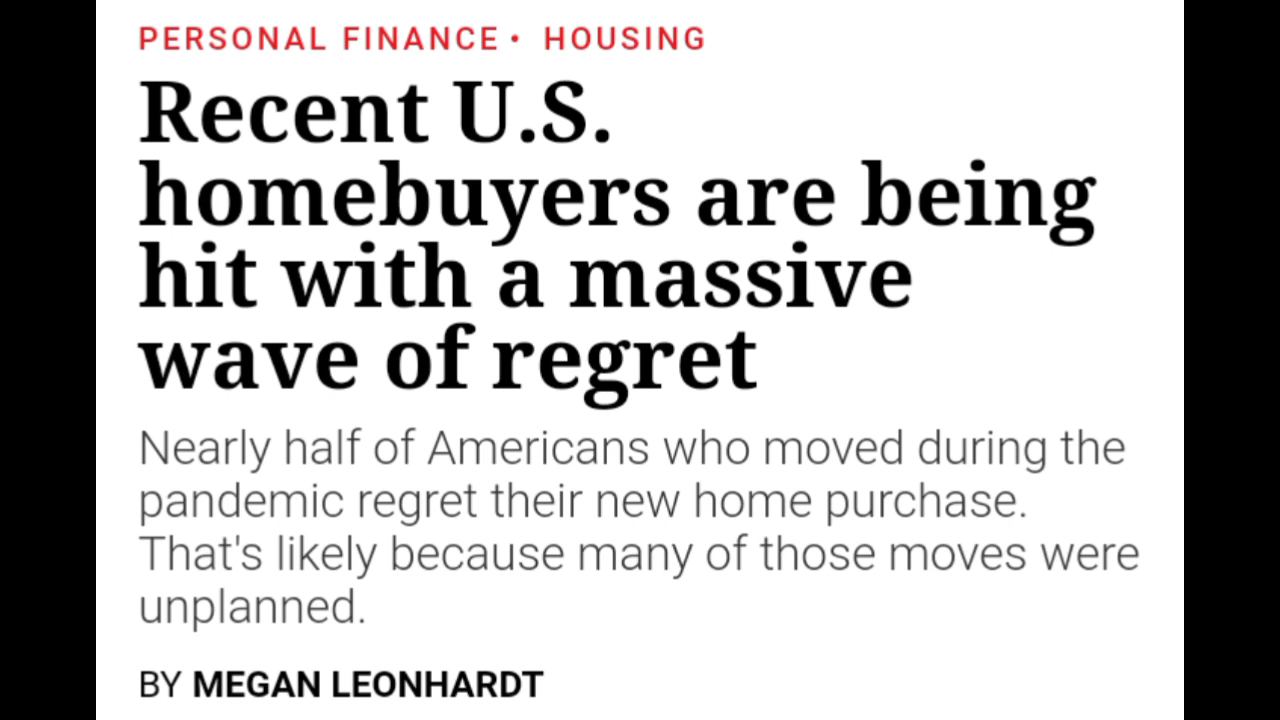 PERSONAL FINANCE • HOUSING
Recent U.S.
homebuyers are being
hit with a massive
wave of regret
Nearly half of Americans who moved during the
pandemic regret their new home purchase.
That's likely because many of those moves were
unplanned.
BY MEGAN LEONHARDT